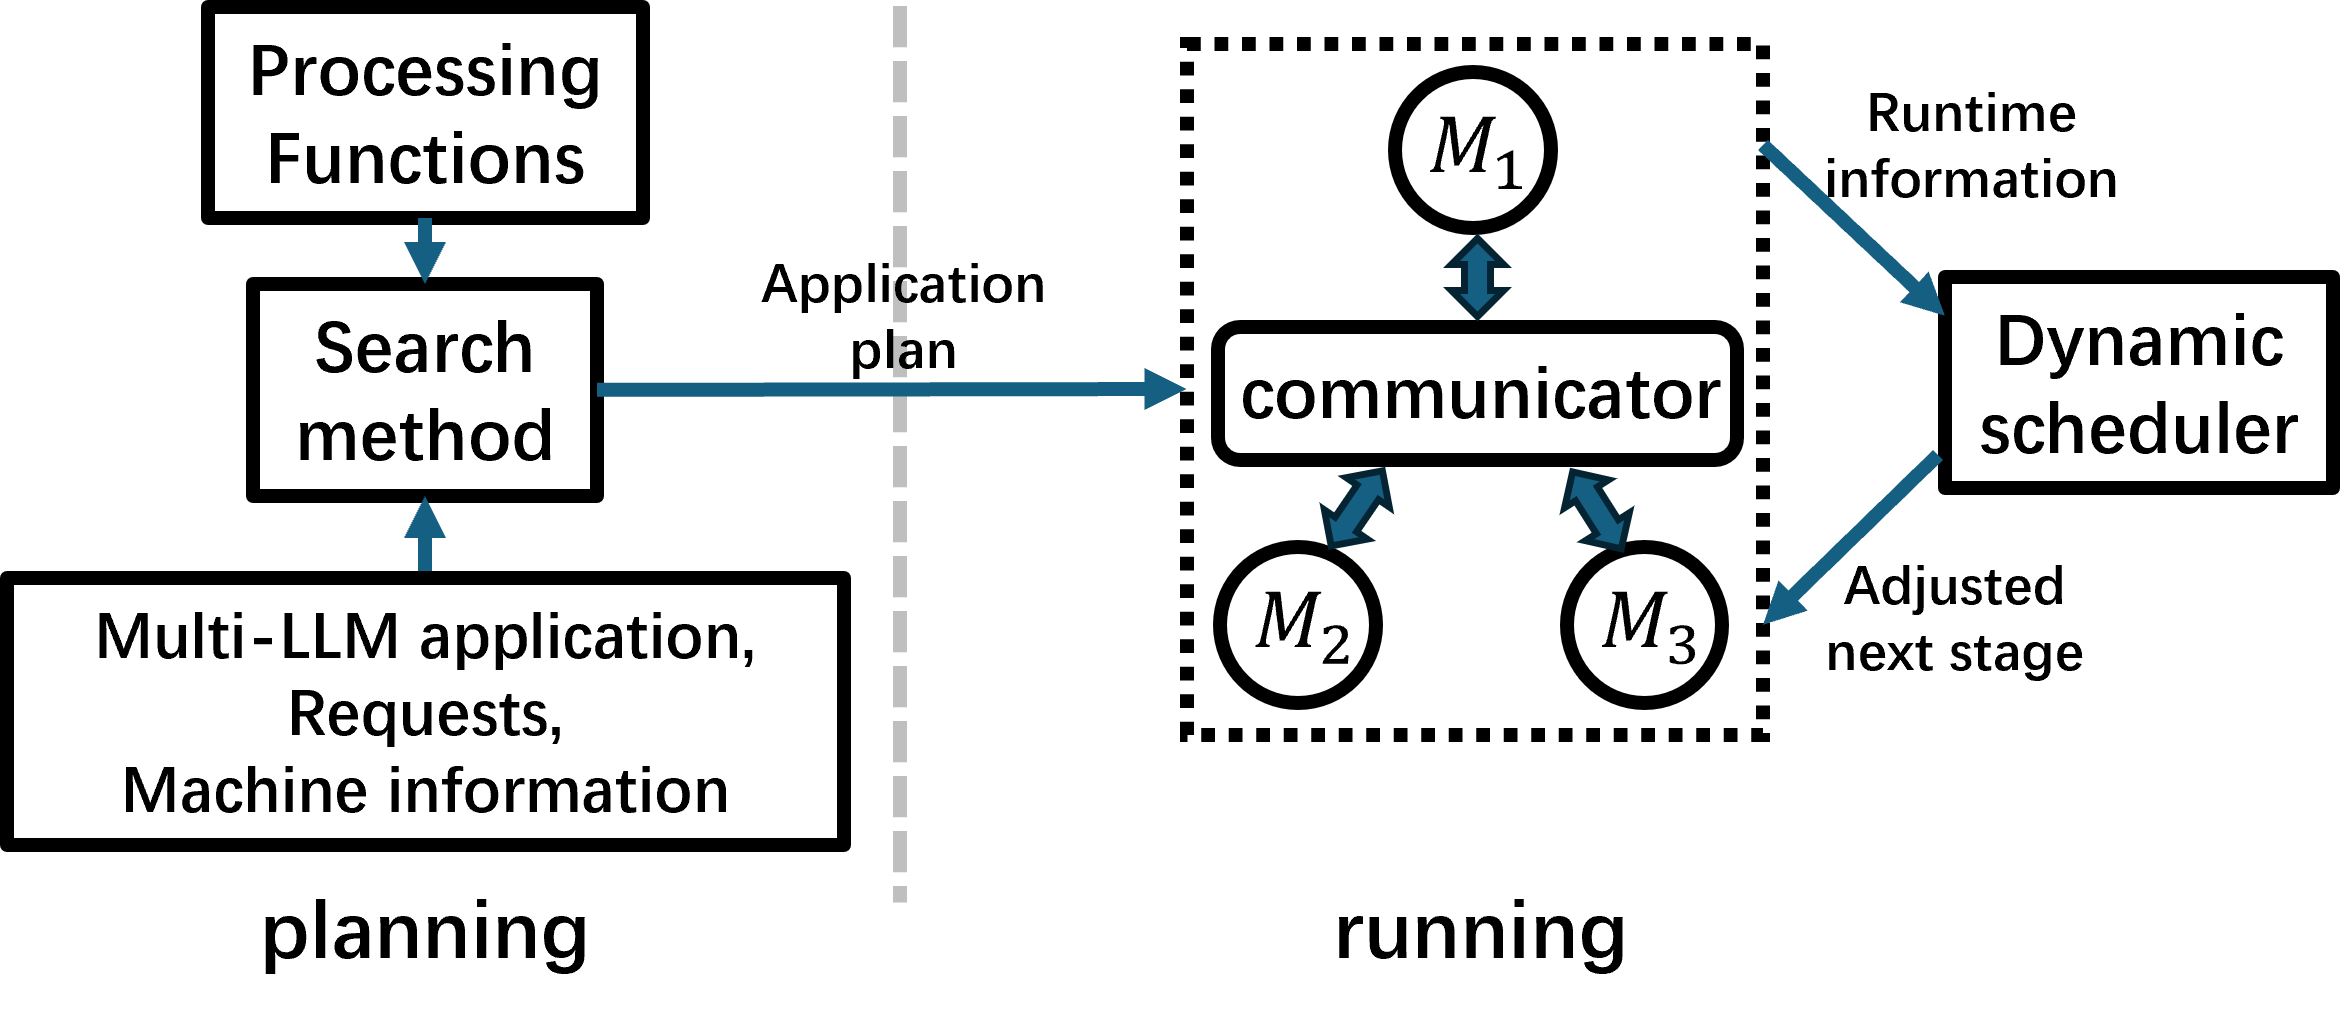 Processing
Functions
Search
method
Multi-LLM application,
Requests,
Machine information
planning
Application
plan
M1
communicator
M2
M3
running
Runtime
information
Dynamic
scheduler
Adjusted
next stage